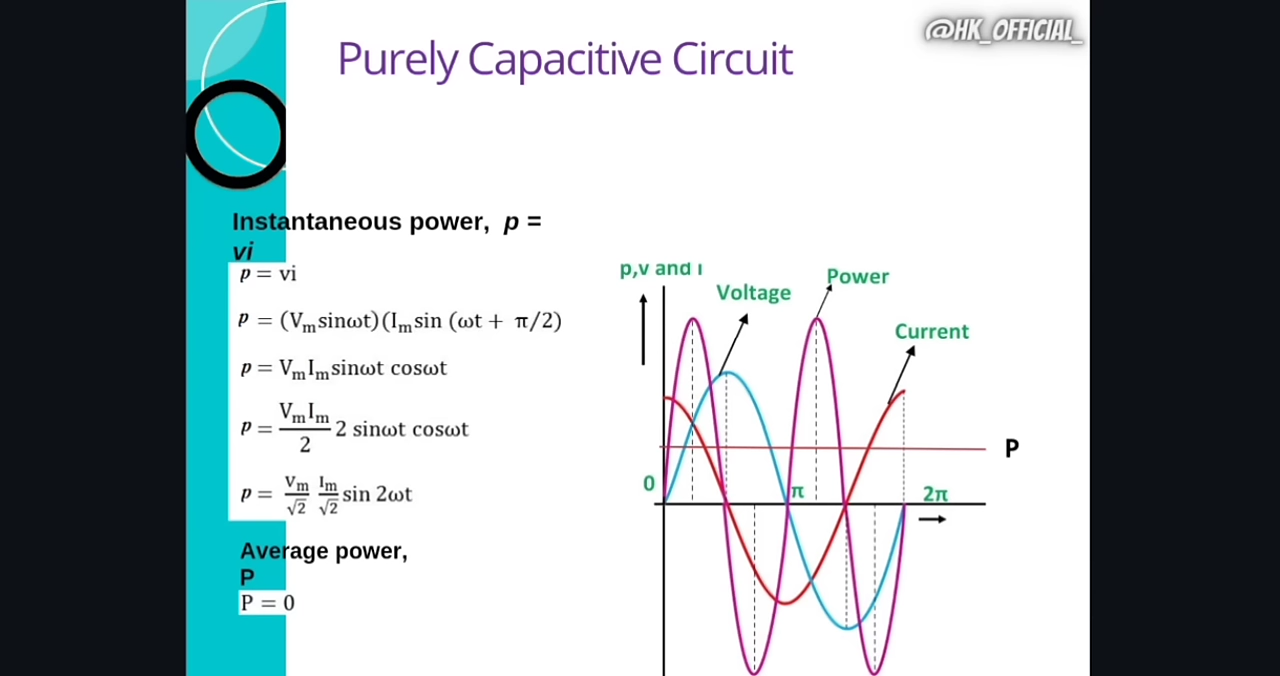 @HK_OFFICIAL_
Purely Capacitive Circuit
Instantaneous power, p =
vi
p = vi
p = (Vₘsinωt)(Iₘsin (ωt + π/2)
p = VₘIₘsinωt cosωt
p = VₘIₘ/2 2 sinωt cosωt
p = Vₘ/√2 Iₘ/√2 sin 2ωt
Average power,
P
P = 0
p,v and i
Voltage
Power
Current
P
0
π
2π